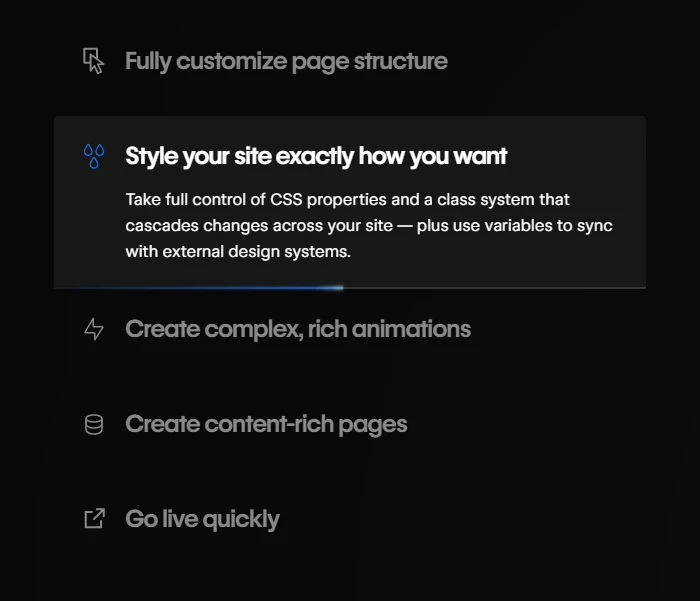 Fully customize page structure
Style your site exactly how you want
Take full control of CSS properties and a class system that
cascades changes across your site — plus use variables to sync
with external design systems.
Create complex, rich animations
Create content-rich pages
Go live quickly